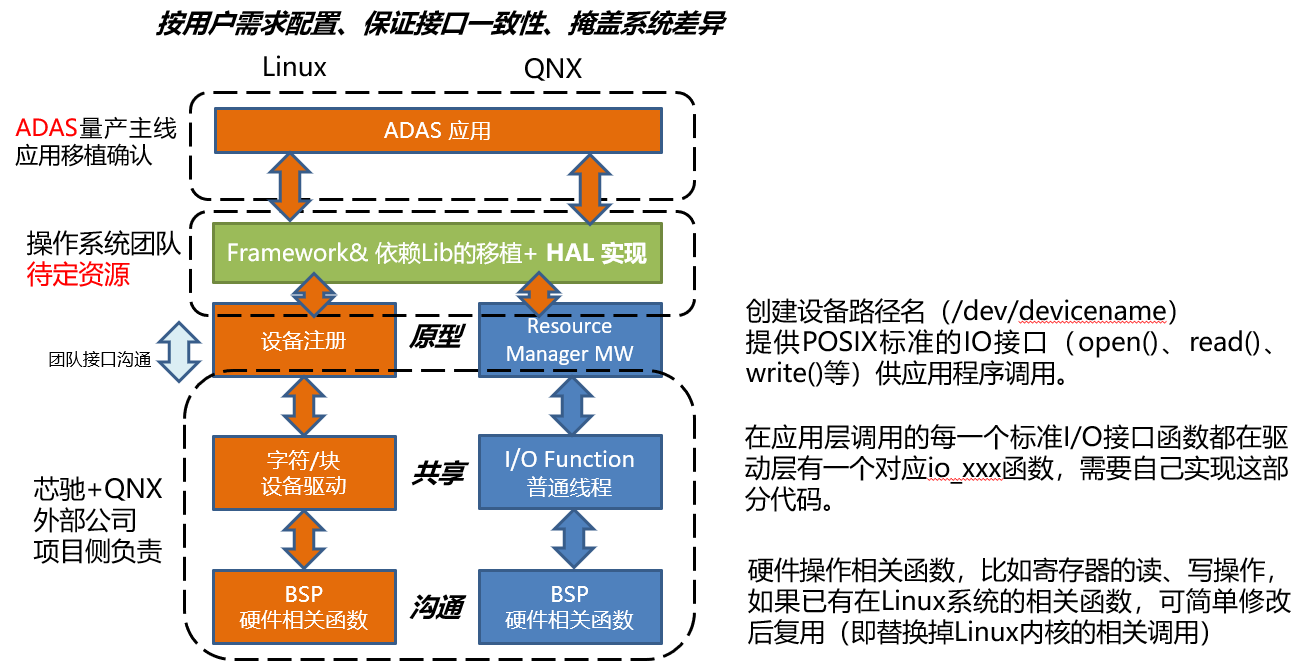 按用户需求配置、保证接口一致性、掩盖系统差异
Linux
QNX
ADAS量产主线
应用移植确认
ADAS 应用
操作系统团队
待定资源
Framework& 依赖Lib的移植+ HAL 实现
团队接口沟通
设备注册
原型
Resource
Manager MW
创建设备路径名（/dev/devicename）
提供POSIX标准的IO接口（open()、read()、
write()等）供应用程序调用。
芯驰+QNX
外部公司
项目侧负责
字符/块
设备驱动
共享
I/O Function
普通线程
在应用层调用的每一个标准I/O接口函数都在驱
动层有一个对应io_xxx函数，需要自己实现这部
分代码。
BSP
硬件相关函数
沟通
BSP
硬件相关函数
硬件操作相关函数，比如寄存器的读、写操作，
如果已有在Linux系统的相关函数，可简单修改
后复用（即替换掉Linux内核的相关调用）